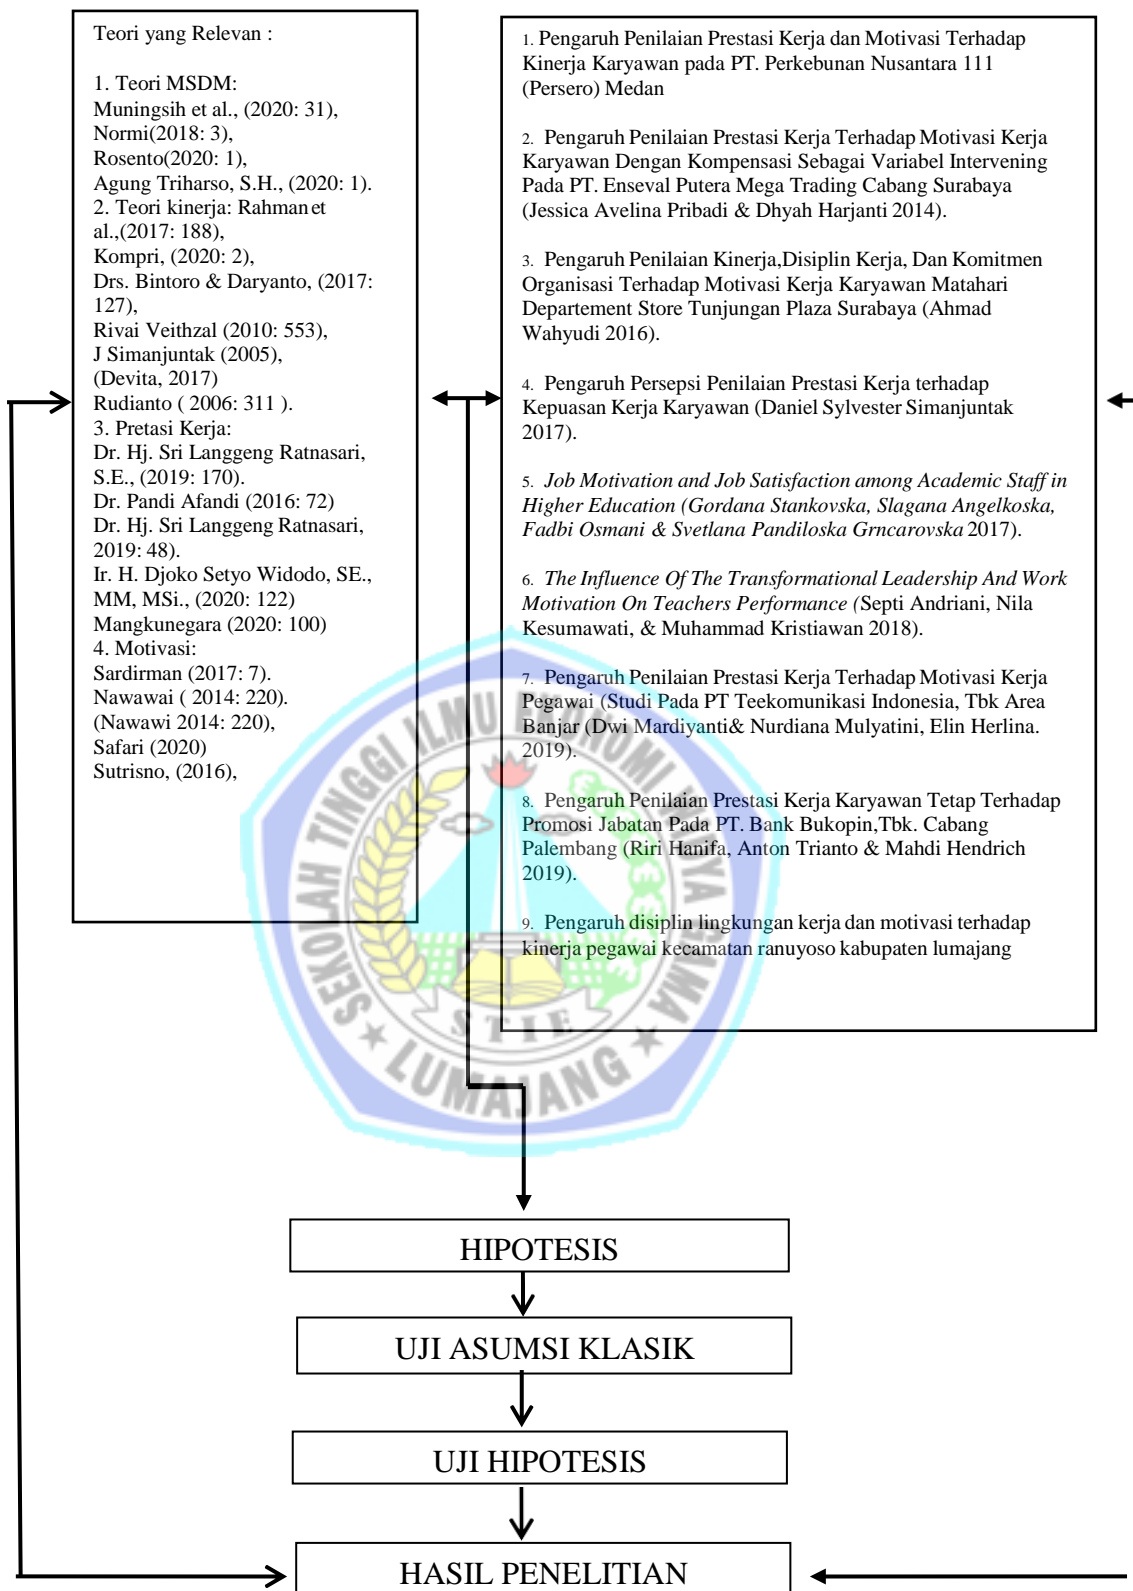 Teori yang Relevan :
1. Teori MSDM:
Muningsih et al., (2020: 31),
Normi(2018: 3),
Rosento(2020: 1),
Agung Triharso, S.H., (2020: 1).
2. Teori kinerja: Rahman et
al.,(2017: 188),
Kompri, (2020: 2),
Drs. Bintoro & Daryanto, (2017:
127),
Rivai Veithzal (2010: 553),
J Simanjuntak (2005),
(Devita, 2017)
Rudianto ( 2006: 311 ).
3. Pretasi Kerja:
Dr. Hj. Sri Langgeng Ratnasari,
S.E., (2019: 170).
Dr. Pandi Afandi (2016: 72)
Dr. Hj. Sri Langgeng Ratnasari,
2019: 48).
Ir. H. Djoko Setyo Widodo, SE.,
MM, MSi., (2020: 122)
Mangkunegara (2020: 100)
4. Motivasi:
Sardirman (2017: 7).
Nawawai ( 2014: 220).
(Nawawi 2014: 220),
Safari (2020)
Sutrisno, (2016),
1. Pengaruh Penilaian Prestasi Kerja dan Motivasi Terhadap
Kinerja Karyawan pada PT. Perkebunan Nusantara 111
(Persero) Medan
2. Pengaruh Penilaian Prestasi Kerja Terhadap Motivasi Kerja
Karyawan Dengan Kompensasi Sebagai Variabel Intervening
Pada PT. Enseval Putera Mega Trading Cabang Surabaya
(Jessica Avelina Pribadi & Dhyah Harjanti 2014).
3. Pengaruh Penilaian Kinerja,Disiplin Kerja, Dan Komitmen
Organisasi Terhadap Motivasi Kerja Karyawan Matahari
Departement Store Tunjungan Plaza Surabaya (Ahmad
Wahyudi 2016).
4. Pengaruh Persepsi Penilaian Prestasi Kerja terhadap
Kepuasan Kerja Karyawan (Daniel Sylvester Simanjuntak
2017).
5. Job Motivation and Job Satisfaction among Academic Staff in
Higher Education (Gordana Stankovska, Slagana Angelkoska,
Fadbi Osmani & Svetlana Pandiloska Grncarovska 2017).
6. The Influence Of The Transformational Leadership And Work
Motivation On Teachers Performance (Septi Andriani, Nila
Kesumawati, & Muhammad Kristiawan 2018).
7. Pengaruh Penilaian Prestasi Kerja Terhadap Motivasi Kerja
Pegawai (Studi Pada PT Teekomunikasi Indonesia, Tbk Area
Banjar (Dwi Mardiyanti& Nurdiana Mulyatini, Elin Herlina.
2019).
8. Pengaruh Penilaian Prestasi Kerja Karyawan Tetap Terhadap
Promosi Jabatan Pada PT. Bank Bukopin,Tbk. Cabang
Palembang (Riri Hanifa, Anton Trianto & Mahdi Hendrich
2019).
9. Pengaruh disiplin lingkungan kerja dan motivasi terhadap
kinerja pegawai kecamatan ranuyoso kabupaten lumajang
SEKOLAH TINGGI ILMU EKONOMI WIDYA GAMA
STIE
LUMAJANG
HIPOTESIS
UJI ASUMSI KLASIK
UJI HIPOTESIS
HASIL PENELITIAN